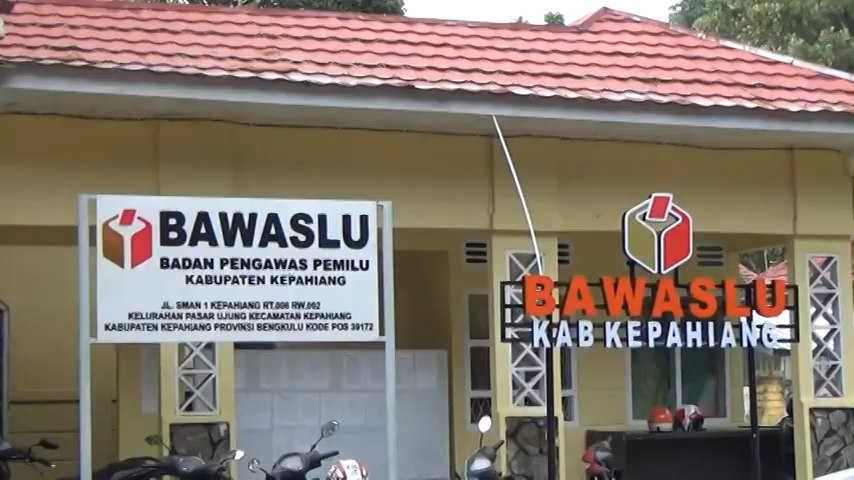 BAWASLU
BADAN PENGAWAS PEMILU
KABUPATEN KEPAHIANG
JL. SMAN 1 KEPAHIANG RT.006 RW.002
KELURAHAN PASAR UJUNG KECAMATAN KEPAHIANG
KABUPATEN KEPAHIANG PROVINSI BENGKULU KODE POS 39172
BAWASLU
KAB KEPAHIANG